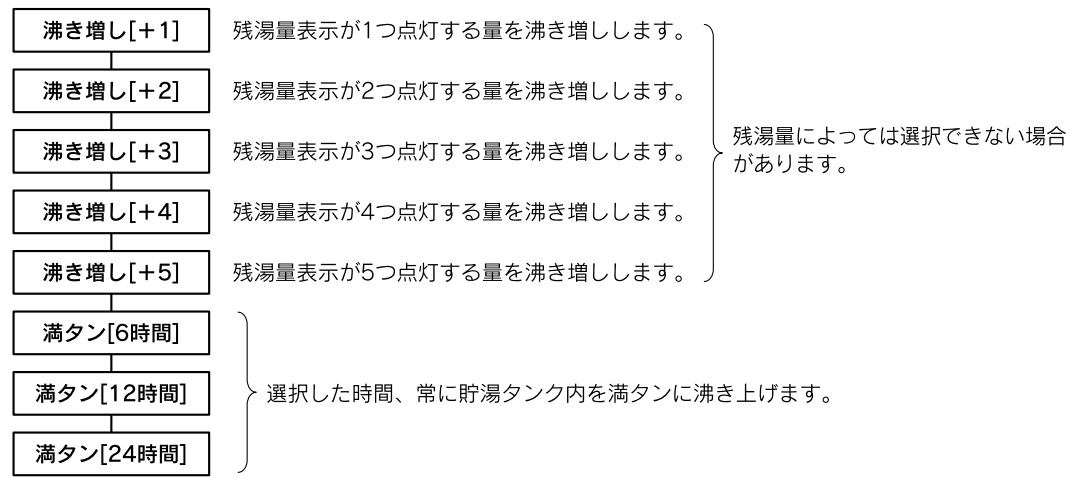 沸き増し[＋1] 残湯量表示が1つ点灯する量を沸き増しします。
沸き増し[＋2] 残湯量表示が2つ点灯する量を沸き増しします。
沸き増し[＋3] 残湯量表示が3つ点灯する量を沸き増しします。
沸き増し[＋4] 残湯量表示が4つ点灯する量を沸き増しします。
沸き増し[＋5] 残湯量表示が5つ点灯する量を沸き増しします。
残湯量によっては選択できない場合
があります。
満タン[6時間]
満タン[12時間]
満タン[24時間]
選択した時間、常に貯湯タンク内を満タンに沸き上げます。